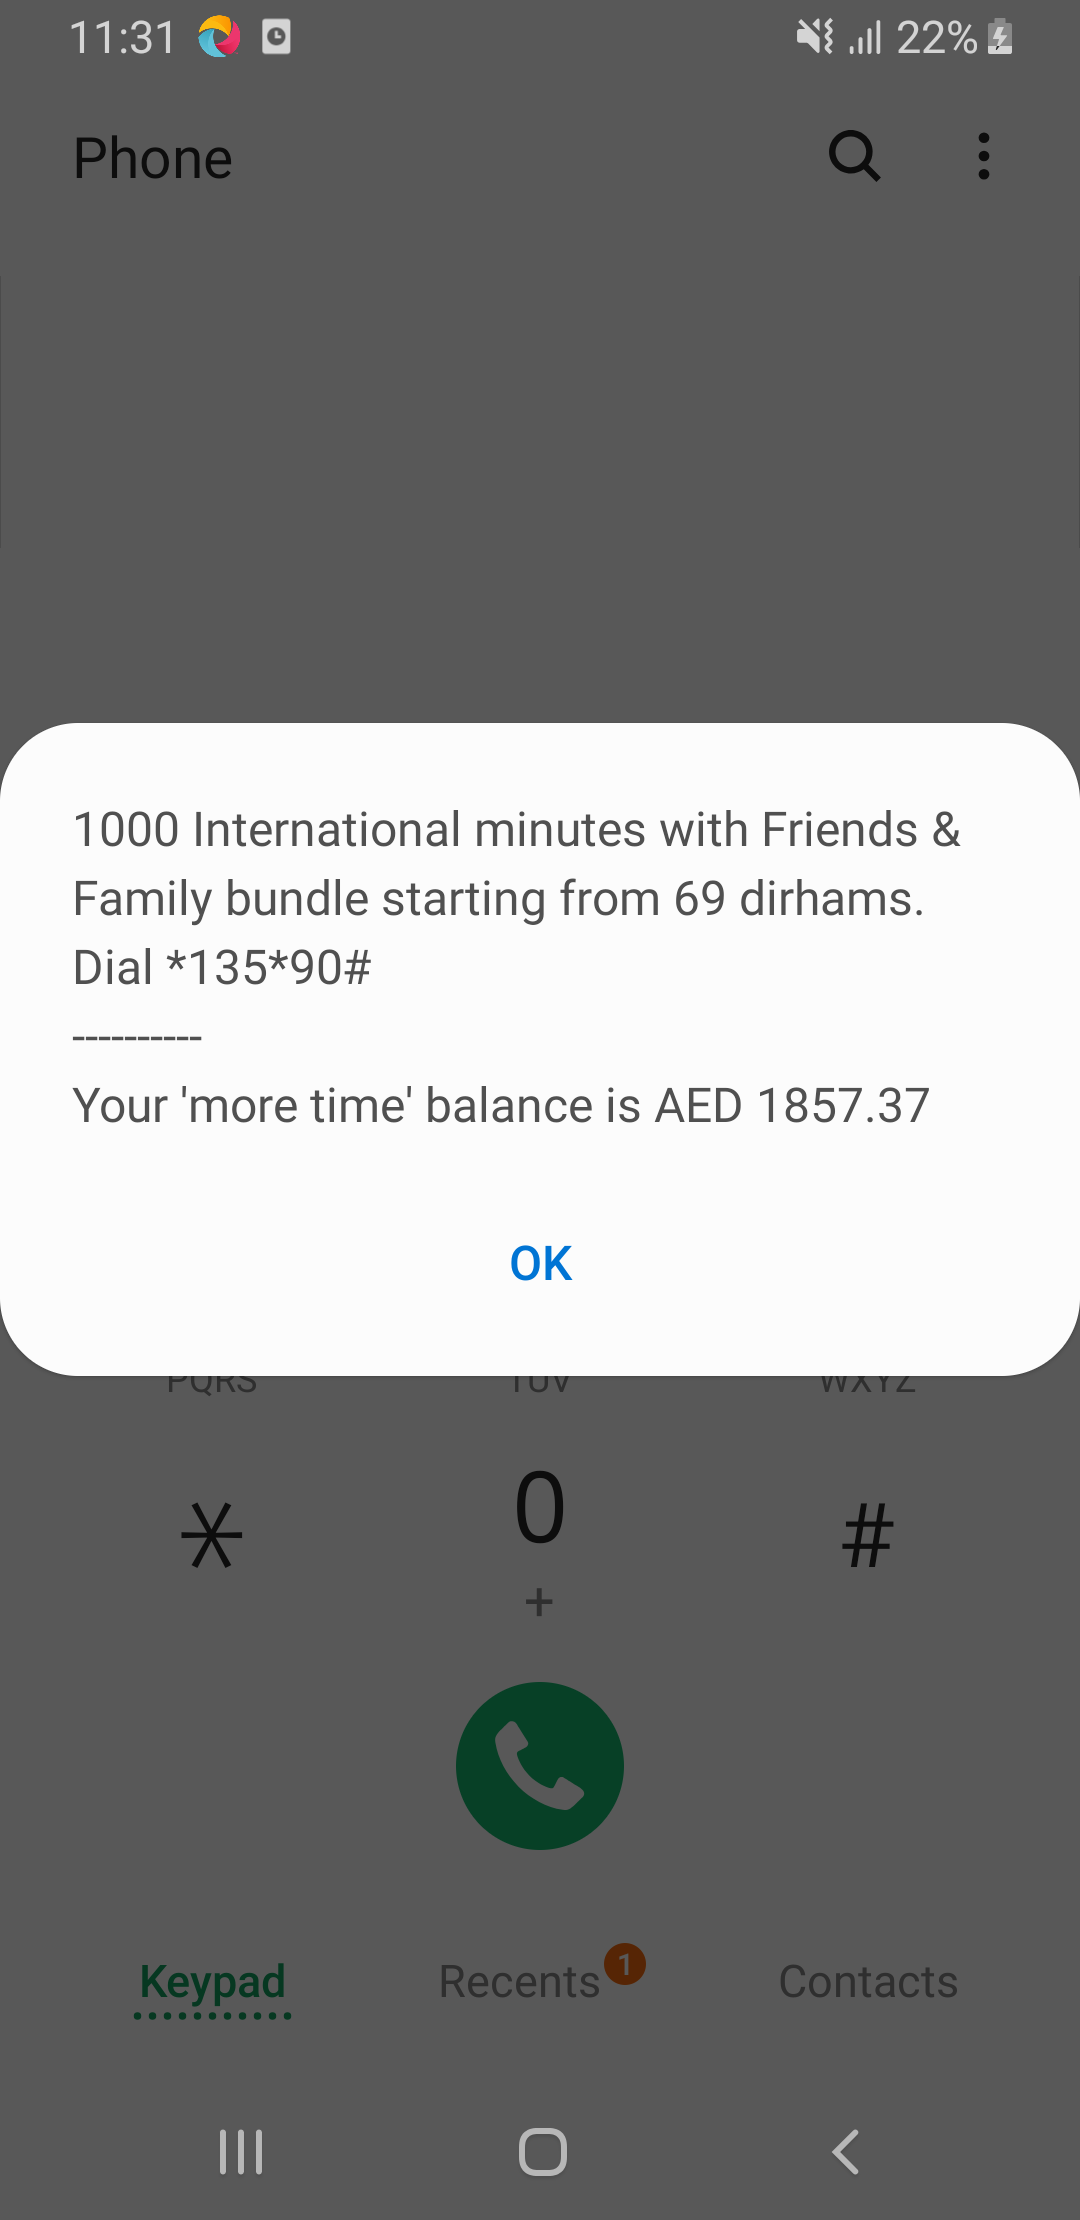 11:31 22%
Phone
1000 International minutes with Friends &
Family bundle starting from 69 dirhams.
Dial *135*90#
----------
Your 'more time' balance is AED 1857.37
OK
PQRS TUV WXYZ
* 0 #
+
Keypad Recents 1 Contacts